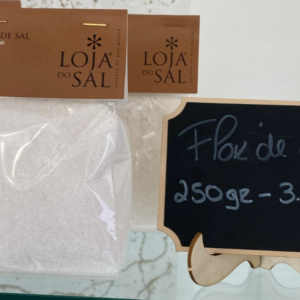 DE SAL
LOJA
DO SAL
LOJA
DO SAL
Flor de
250gr - 3.